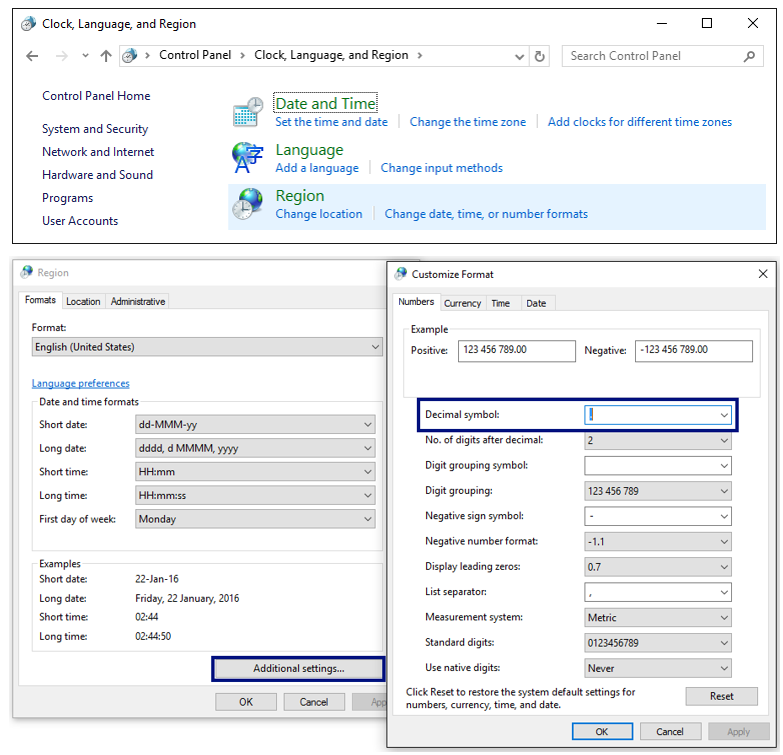 Clock, Language, and Region
Control Panel > Clock, Language, and Region >
Search Control Panel
Control Panel Home
System and Security
Network and Internet
Hardware and Sound
Programs
User Accounts
Date and Time
Set the time and date | Change the time zone | Add clocks for different time zones
Language
Add a language | Change input methods
Region
Change location | Change date, time, or number formats
Region
Formats Location Administrative
Format:
English (United States)
Language preferences
Date and time formats
Short date: dd-MMM-yy
Long date: dddd, d MMMM, yyyy
Short time: HH:mm
Long time: HH:mm:ss
First day of week: Monday
Examples
Short date: 22-Jan-16
Long date: Friday, 22 January, 2016
Short time: 02:44
Long time: 02:44:50
Additional settings...
OK Cancel App
Customize Format
Numbers Currency Time Date
Example
Positive: 123 456 789.00 Negative: -123 456 789.00
Decimal symbol: .
No. of digits after decimal: 2
Digit grouping symbol:
Digit grouping: 123 456 789
Negative sign symbol: -
Negative number format: -1.1
Display leading zeros: 0.7
List separator: ,
Measurement system: Metric
Standard digits: 0123456789
Use native digits: Never
Click Reset to restore the system default settings for
numbers, currency, time, and date.
Reset
OK Cancel Apply